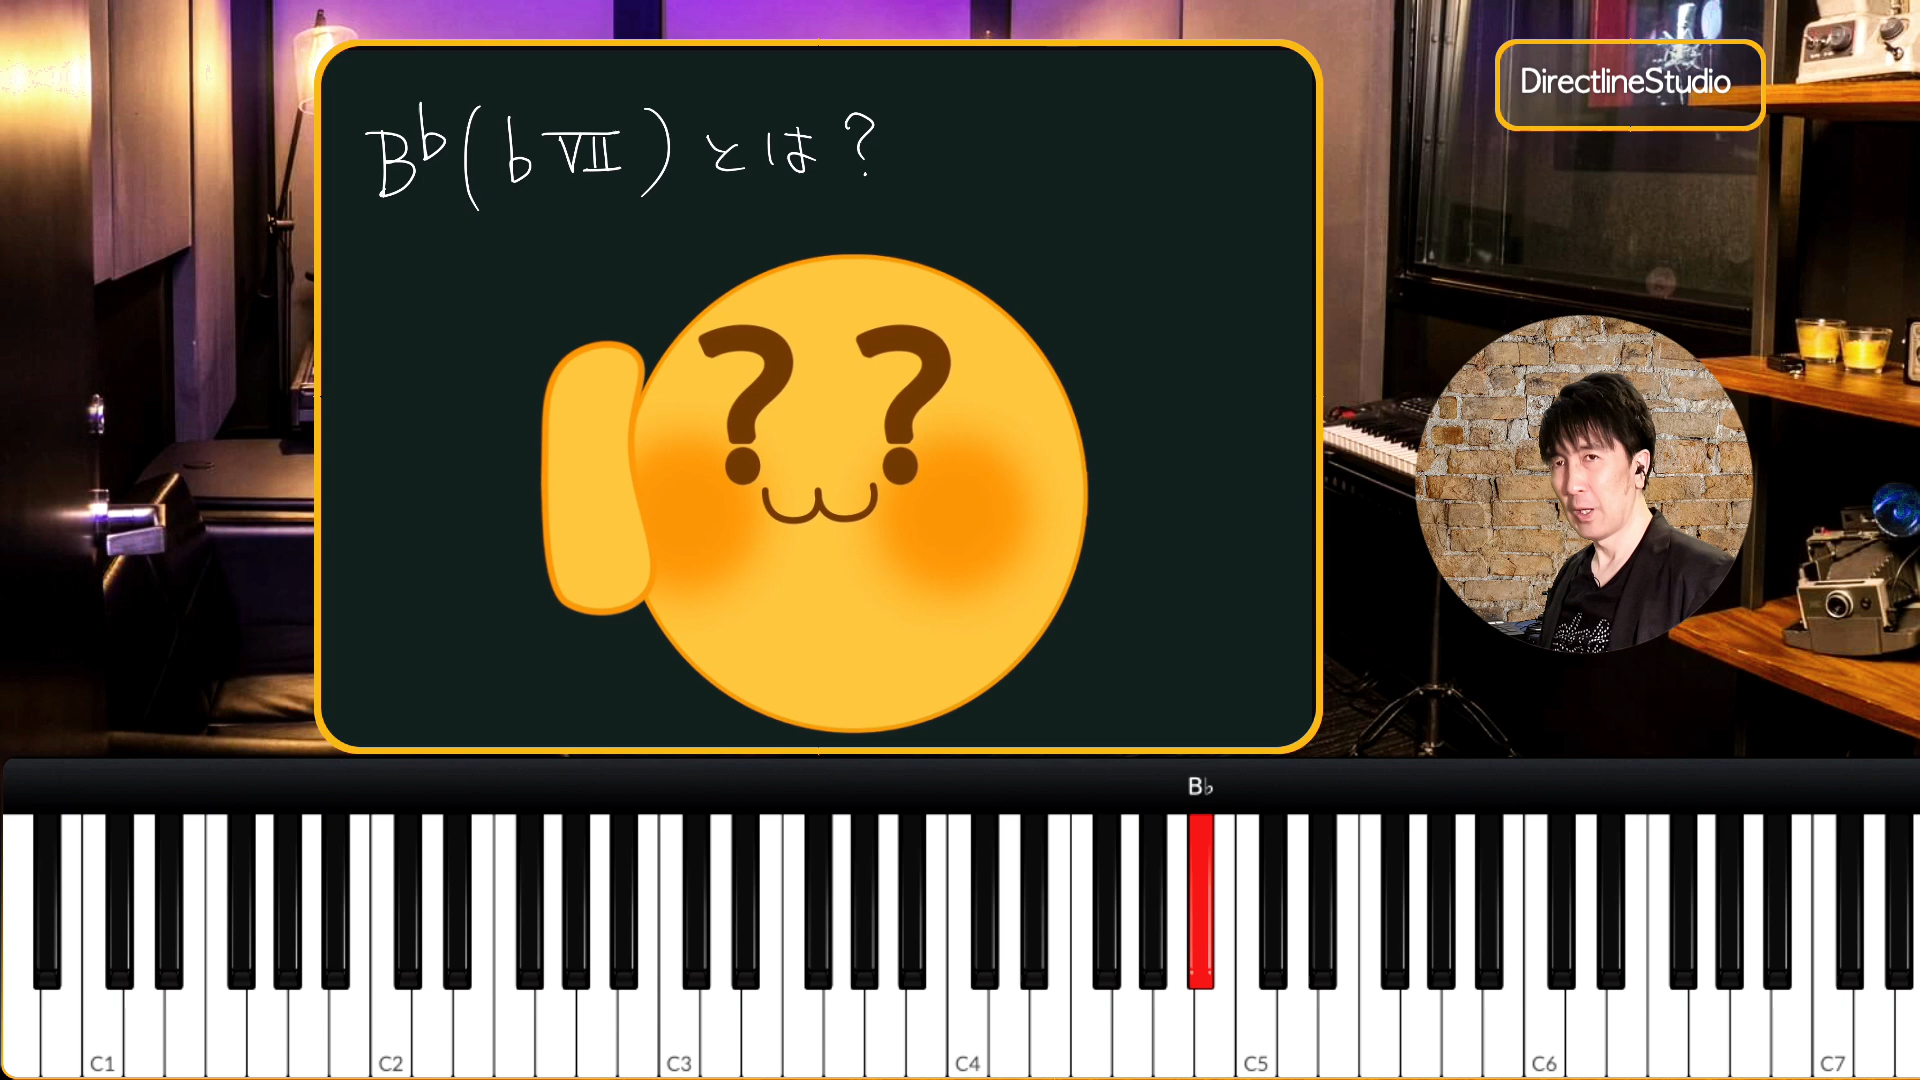 B♭(♭Ⅶ)とは?
DirectlineStudio
??
B♭
C1 C2 C3 C4 C5 C6 C7